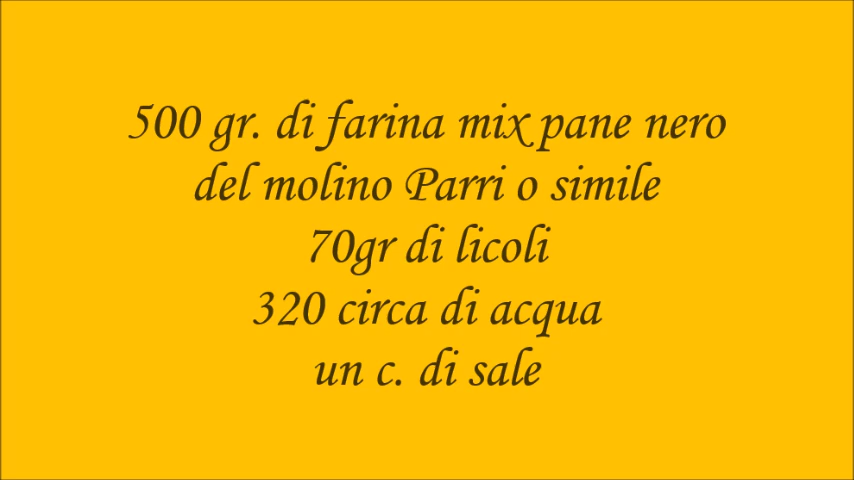 500 gr. di farina mix pane nero
del molino Parri o simile
70gr di licoli
320 circa di acqua
un c. di sale